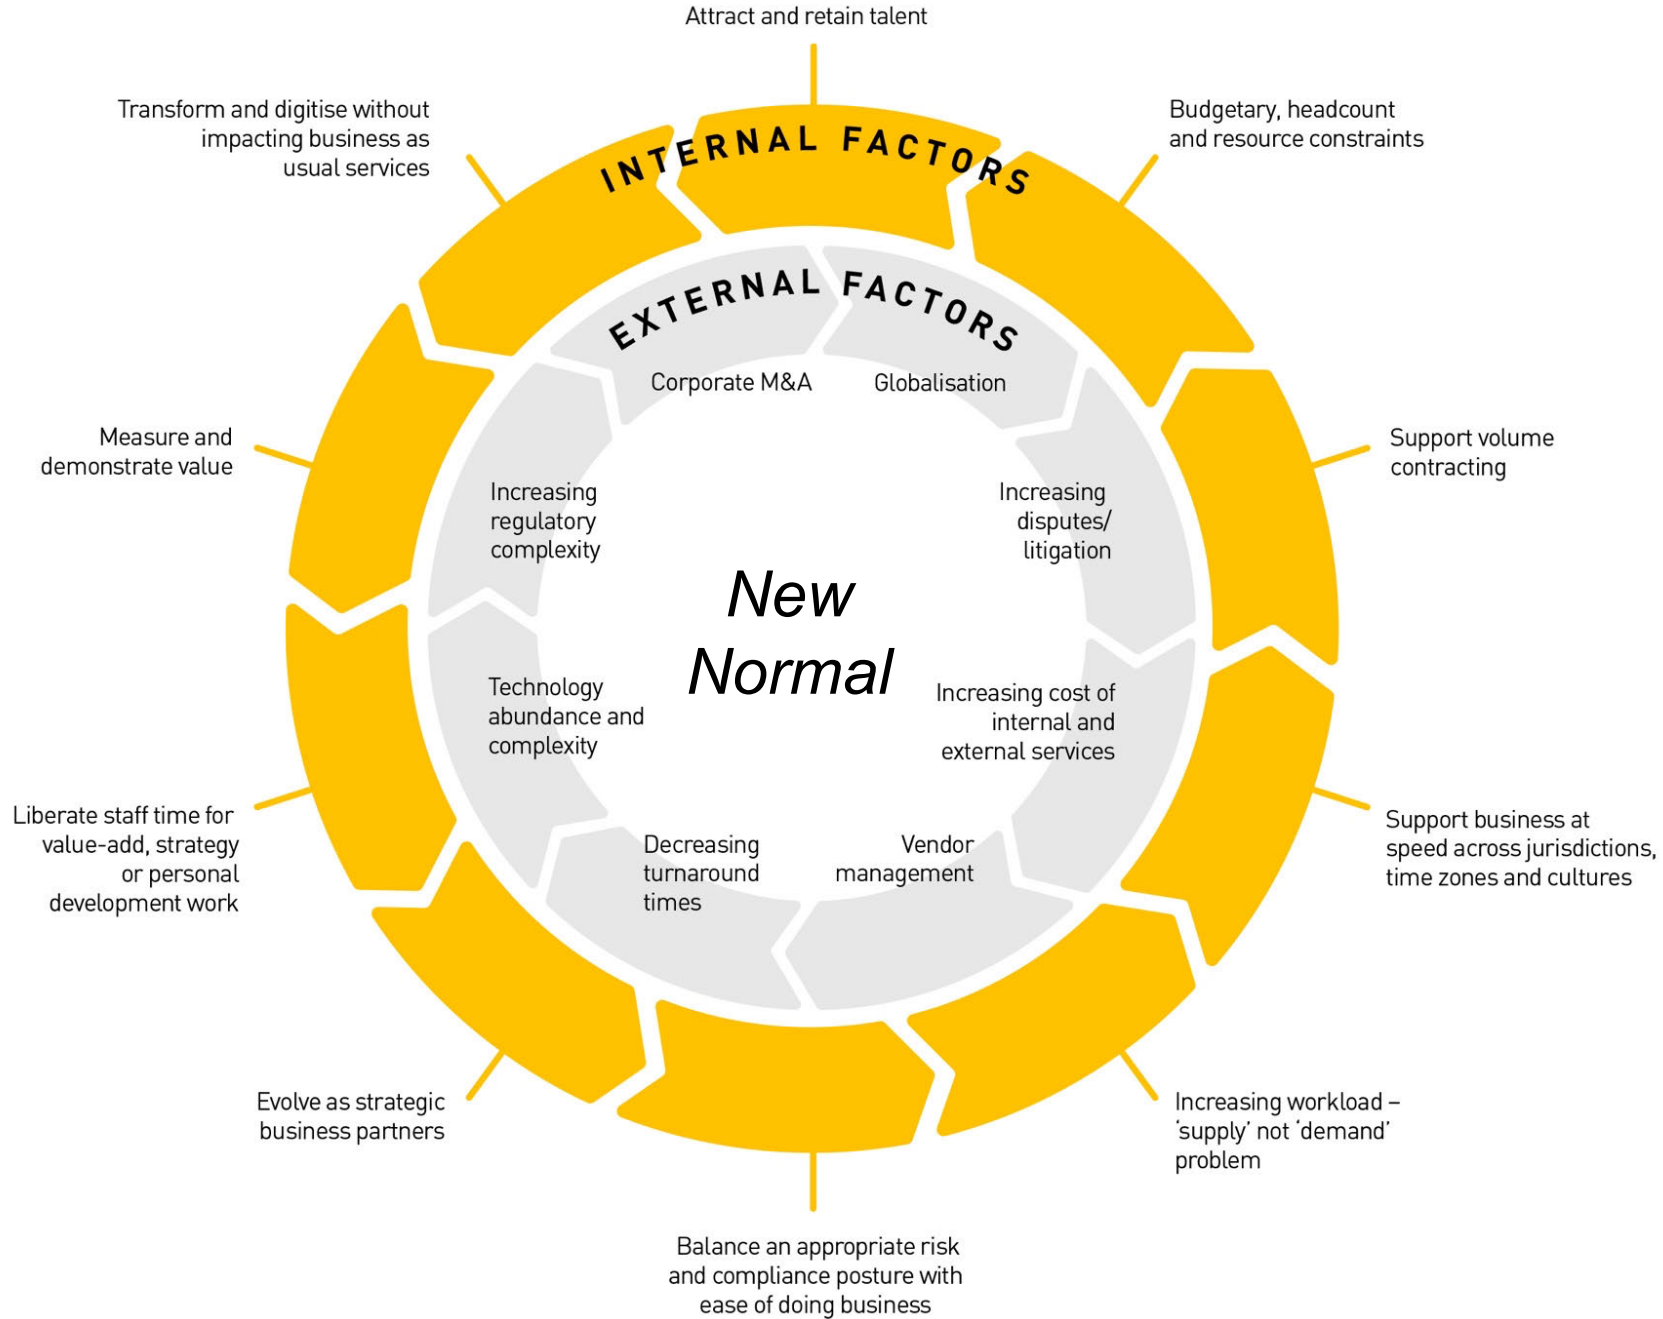 Attract and retain talent
Transform and digitise without
impacting business as
usual services
Budgetary, headcount
and resource constraints
INTERNAL FACTORS
EXTERNAL FACTORS
Corporate M&A
Globalisation
Measure and
demonstrate value
Support volume
contracting
Increasing
regulatory
complexity
Increasing
disputes/
litigation
New
Normal
Technology
abundance and
complexity
Increasing cost of
internal and
external services
Liberate staff time for
value-add, strategy
or personal
development work
Support business at
speed across jurisdictions,
time zones and cultures
Decreasing
turnaround
times
Vendor
management
Evolve as strategic
business partners
Increasing workload –
‘supply’ not ‘demand’
problem
Balance an appropriate risk
and compliance posture with
ease of doing business